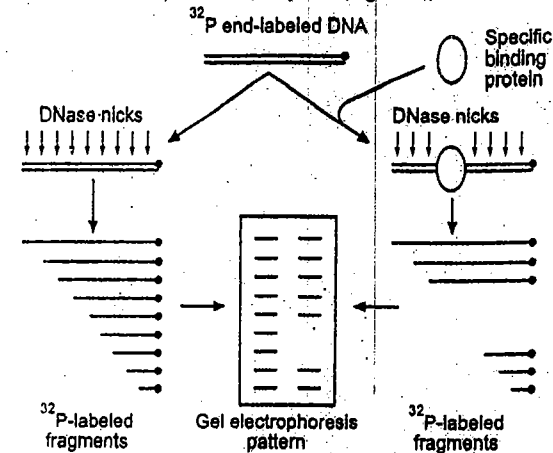 ³²P end-labeled DNA
Specific
binding
protein
DNase nicks
DNase nicks
³²P-labeled
fragments
Gel electrophoresis
pattern
³²P-labeled
fragments